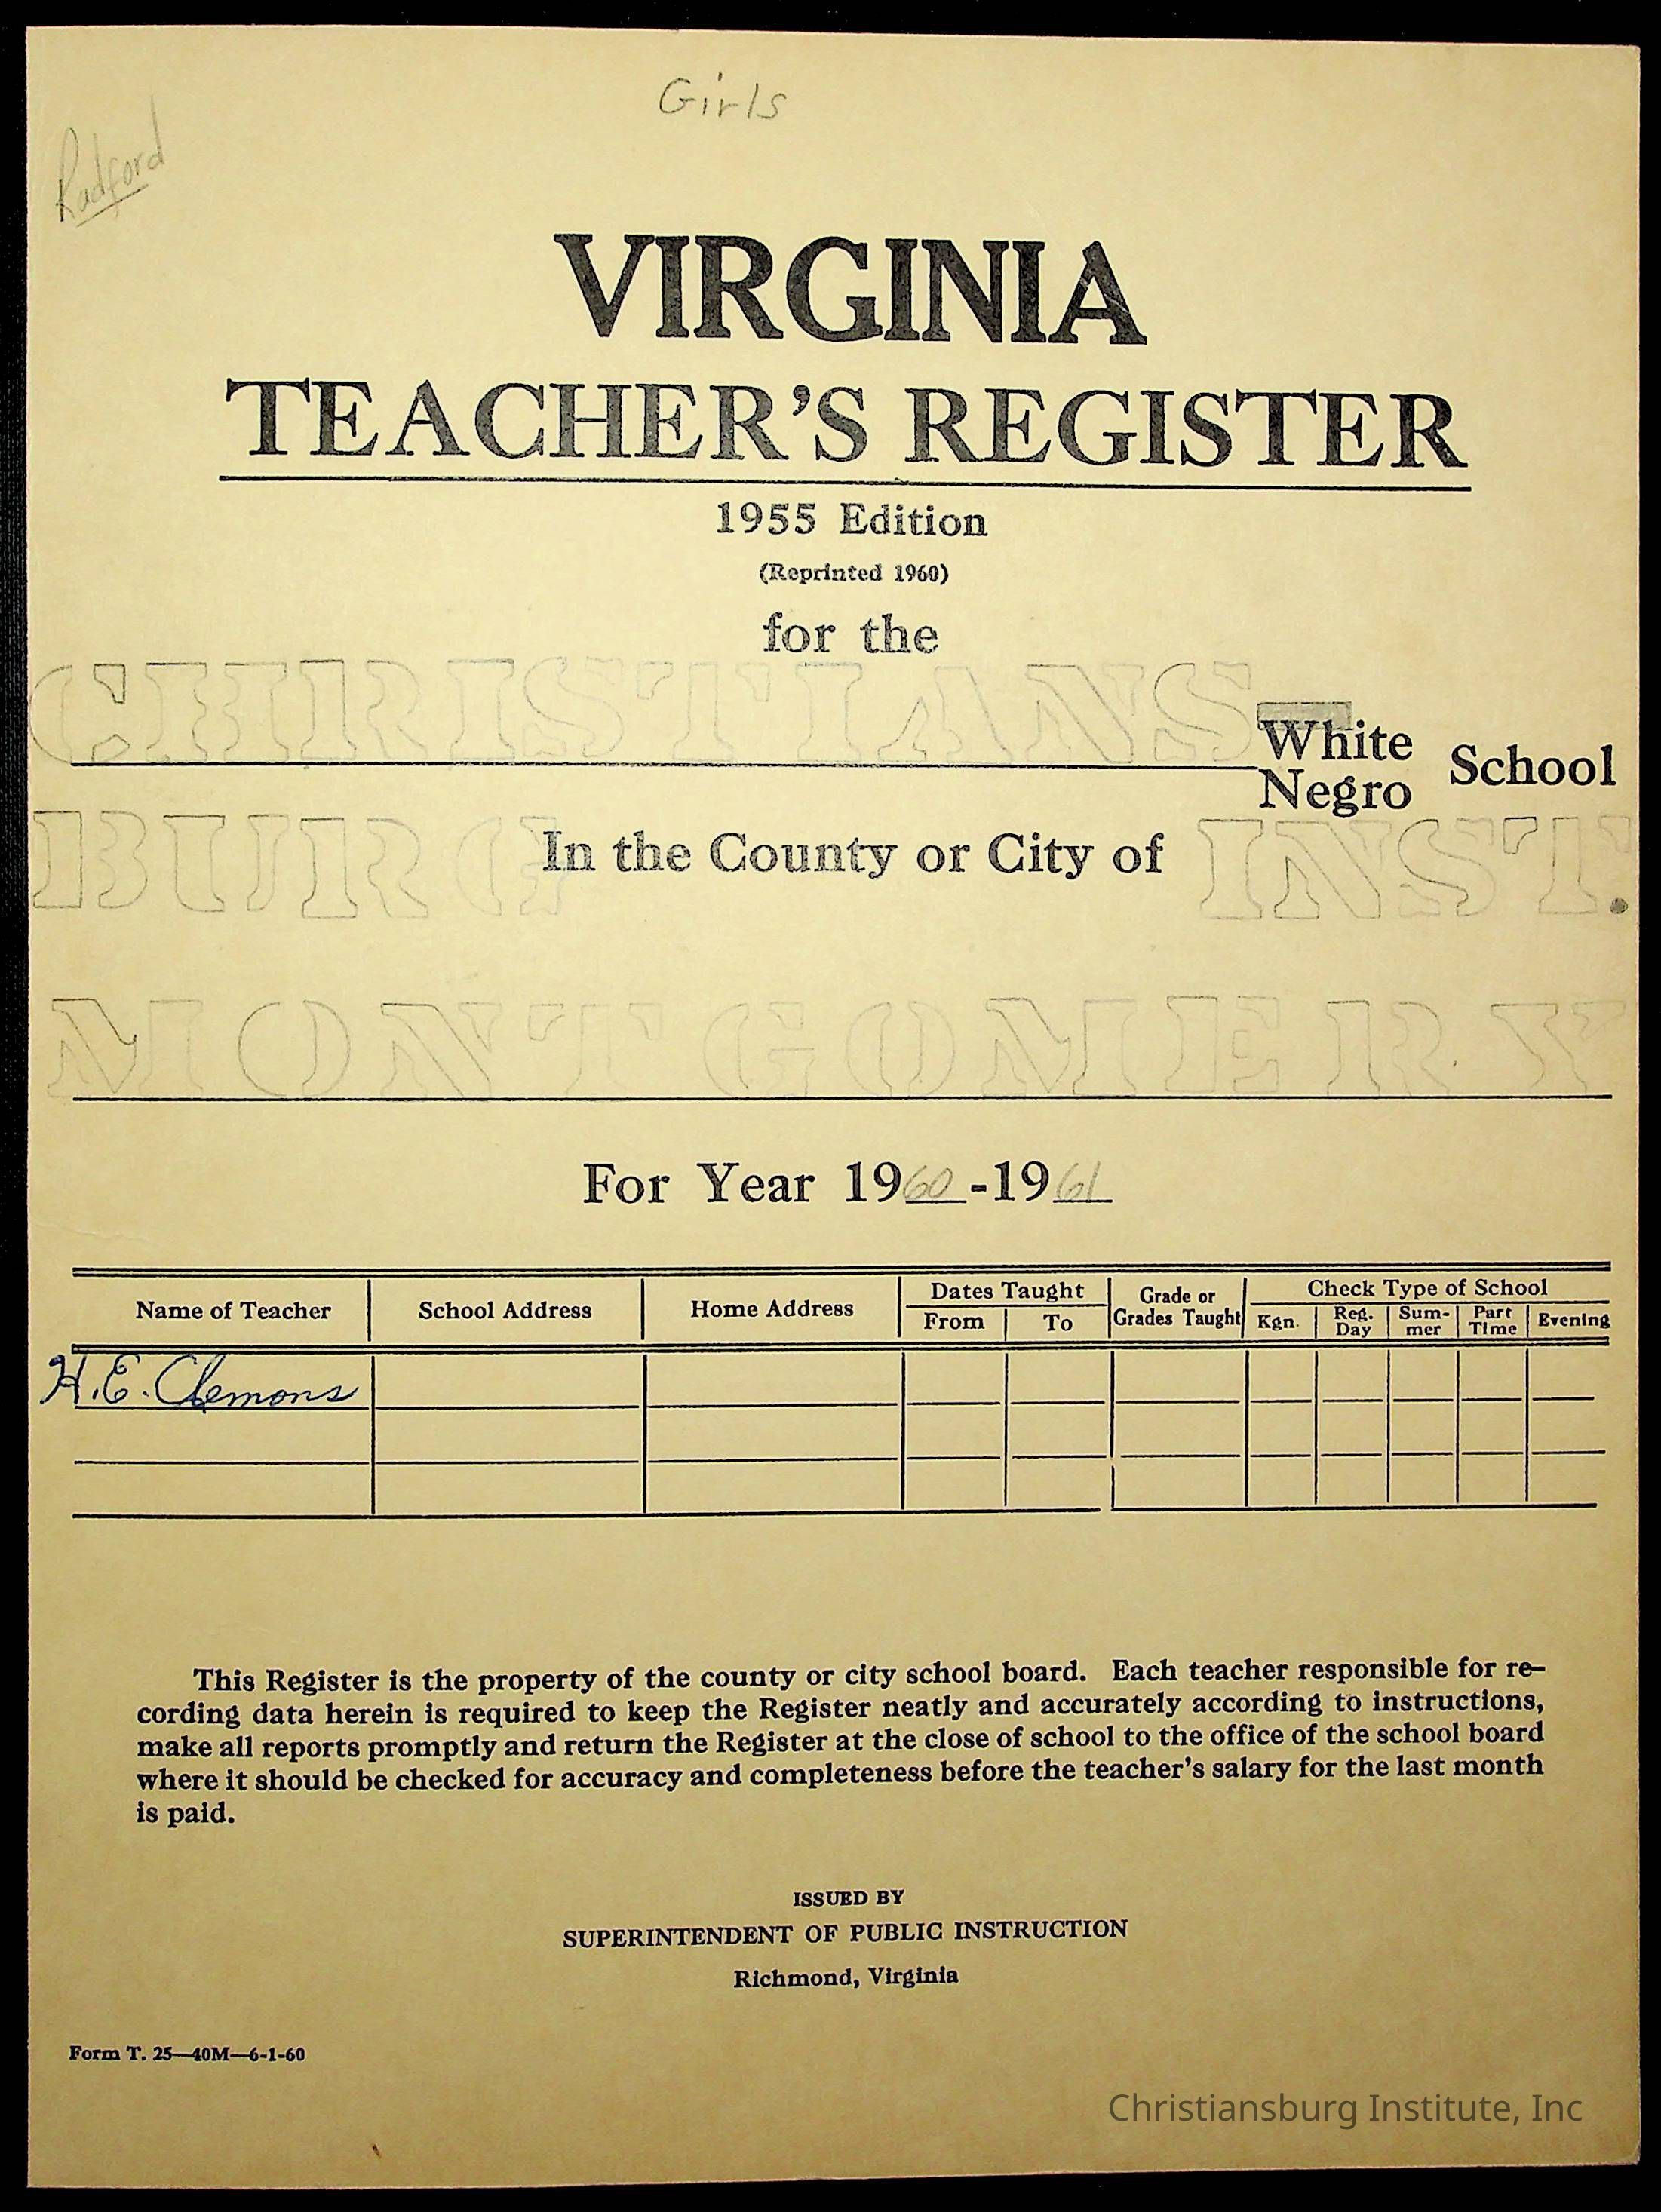 Girls
Radford
VIRGINIA
TEACHER'S REGISTER
1955 Edition
(Reprinted 1960)
for the
CHRISTIANS
White
Negro School
BURG In the County or City of INST.
MONTGOMERY
For Year 1960-1961
Name of Teacher School Address Home Address Dates Taught From To Grade or Grades Taught Check Type of School Kgn. Reg. Day Sum-mer Part Time Evening
H.E. Clemons
This Register is the property of the county or city school board. Each teacher responsible for re-
cording data herein is required to keep the Register neatly and accurately according to instructions,
make all reports promptly and return the Register at the close of school to the office of the school board
where it should be checked for accuracy and completeness before the teacher's salary for the last month
is paid.
ISSUED BY
SUPERINTENDENT OF PUBLIC INSTRUCTION
Richmond, Virginia
Form T. 25—40M—6-1-60
Christiansburg Institute, Inc